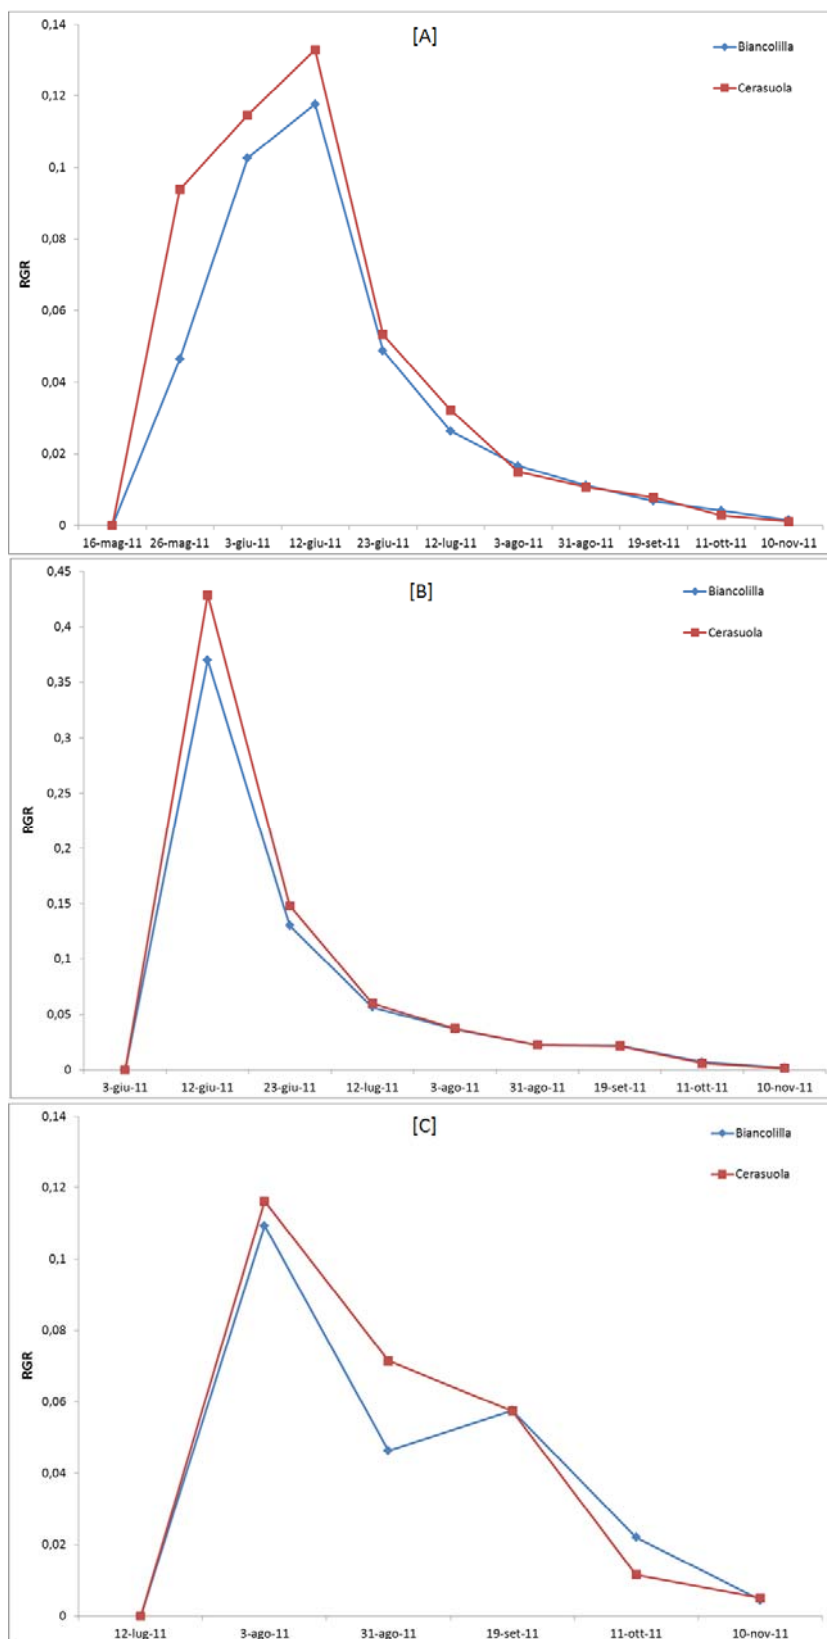 [A]
Biancolilla
Cerasuola
0,14
0,12
0,1
0,08
0,06
0,04
0,02
0
RGR
16-mag-11 26-mag-11 3-giu-11 12-giu-11 23-giu-11 12-lug-11 3-ago-11 31-ago-11 19-set-11 11-ott-11 10-nov-11
[B]
Biancolilla
Cerasuola
0,45
0,4
0,35
0,3
0,25
0,2
0,15
0,1
0,05
0
RGR
3-giu-11 12-giu-11 23-giu-11 12-lug-11 3-ago-11 31-ago-11 19-set-11 11-ott-11 10-nov-11
[C]
Biancolilla
Cerasuola
0,14
0,12
0,1
0,08
0,06
0,04
0,02
0
RGR
12-lug-11 3-ago-11 31-ago-11 19-set-11 11-ott-11 10-nov-11